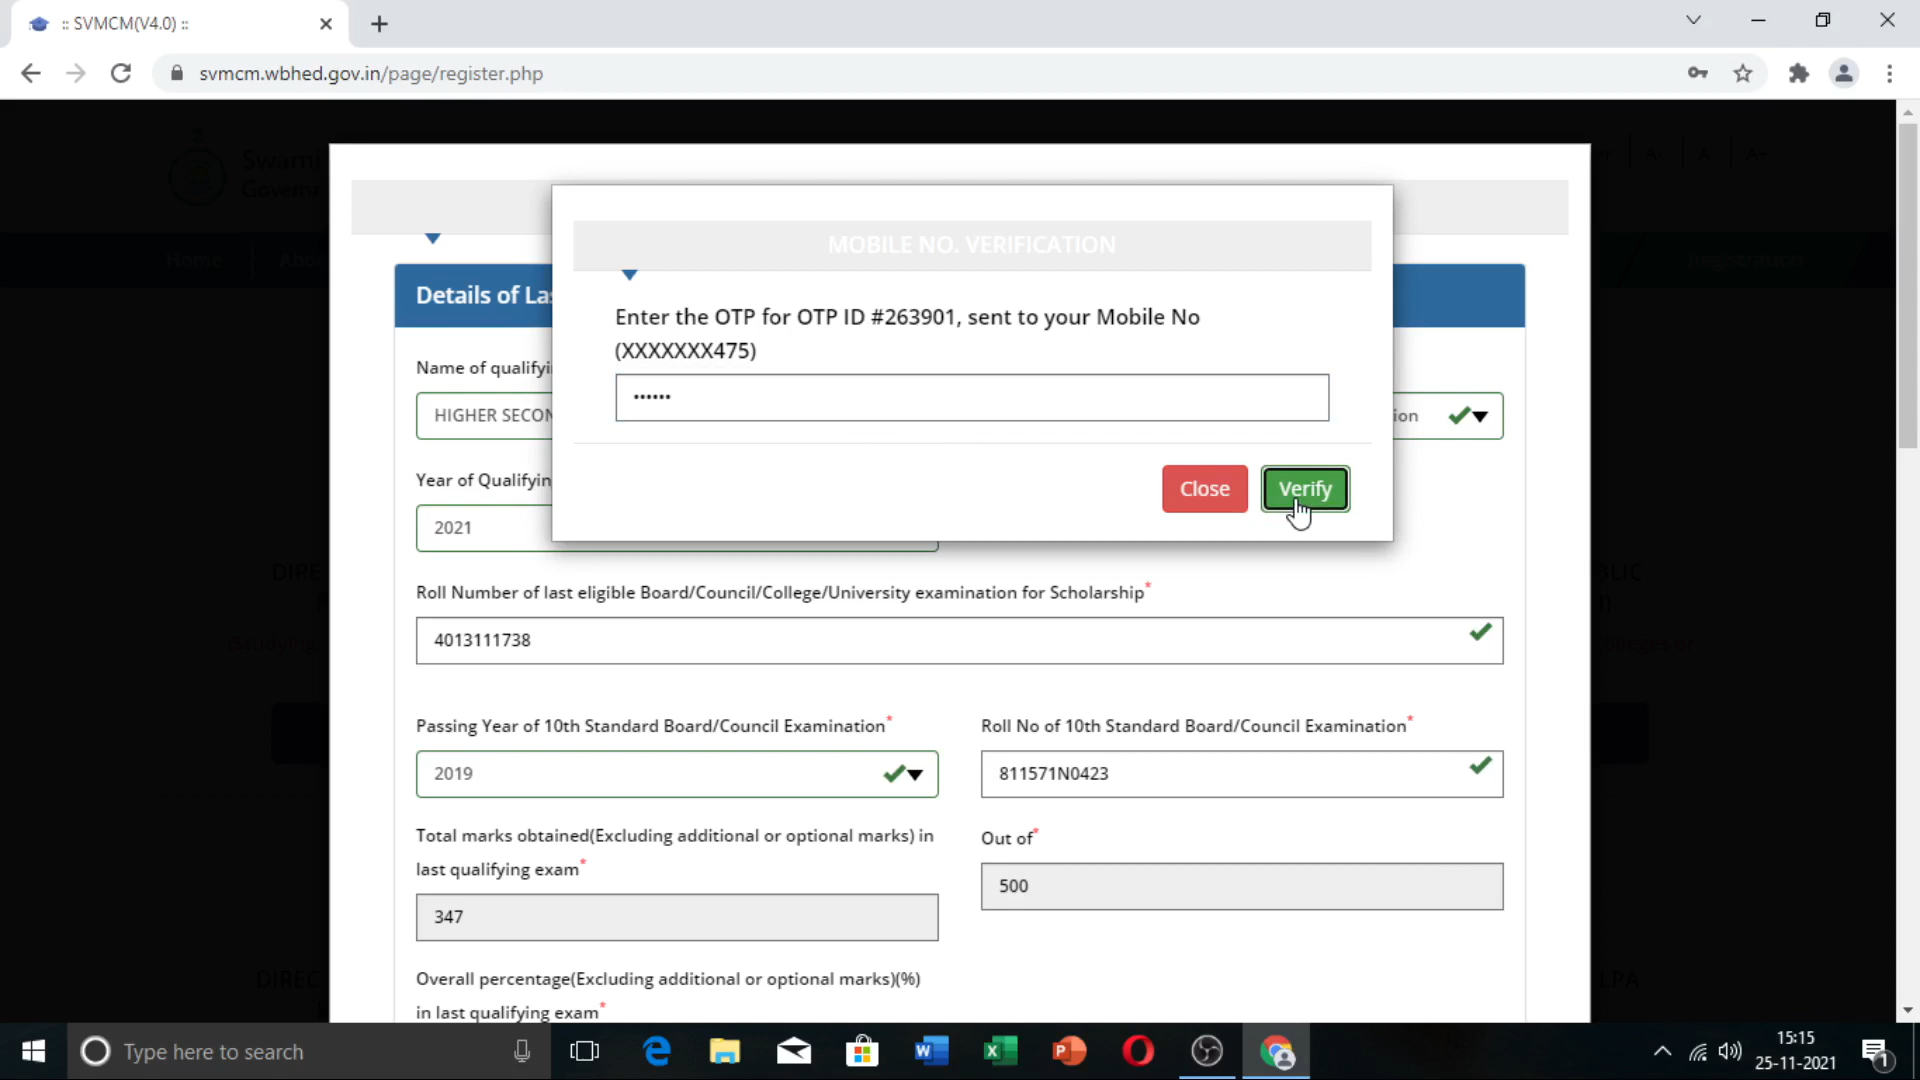 :: SVMCM(V4.0) ::
svmcm.wbhed.gov.in/page/register.php
Home
MOBILE NO. VERIFICATION
Enter the OTP for OTP ID #263901, sent to your Mobile No
(XXXXXXX475)
••••••
Close Verify
Details of La
Name of qualifyi
HIGHER SECON
ion
Year of Qualifyin
2021
Roll Number of last eligible Board/Council/College/University examination for Scholarship*
4013111738
Passing Year of 10th Standard Board/Council Examination* Roll No of 10th Standard Board/Council Examination*
2019 811571N0423
Total marks obtained(Excluding additional or optional marks) in
last qualifying exam*
Out of*
347 500
Overall percentage(Excluding additional or optional marks)(%)
in last qualifying exam*
Type here to search
15:15
25-11-2021
1